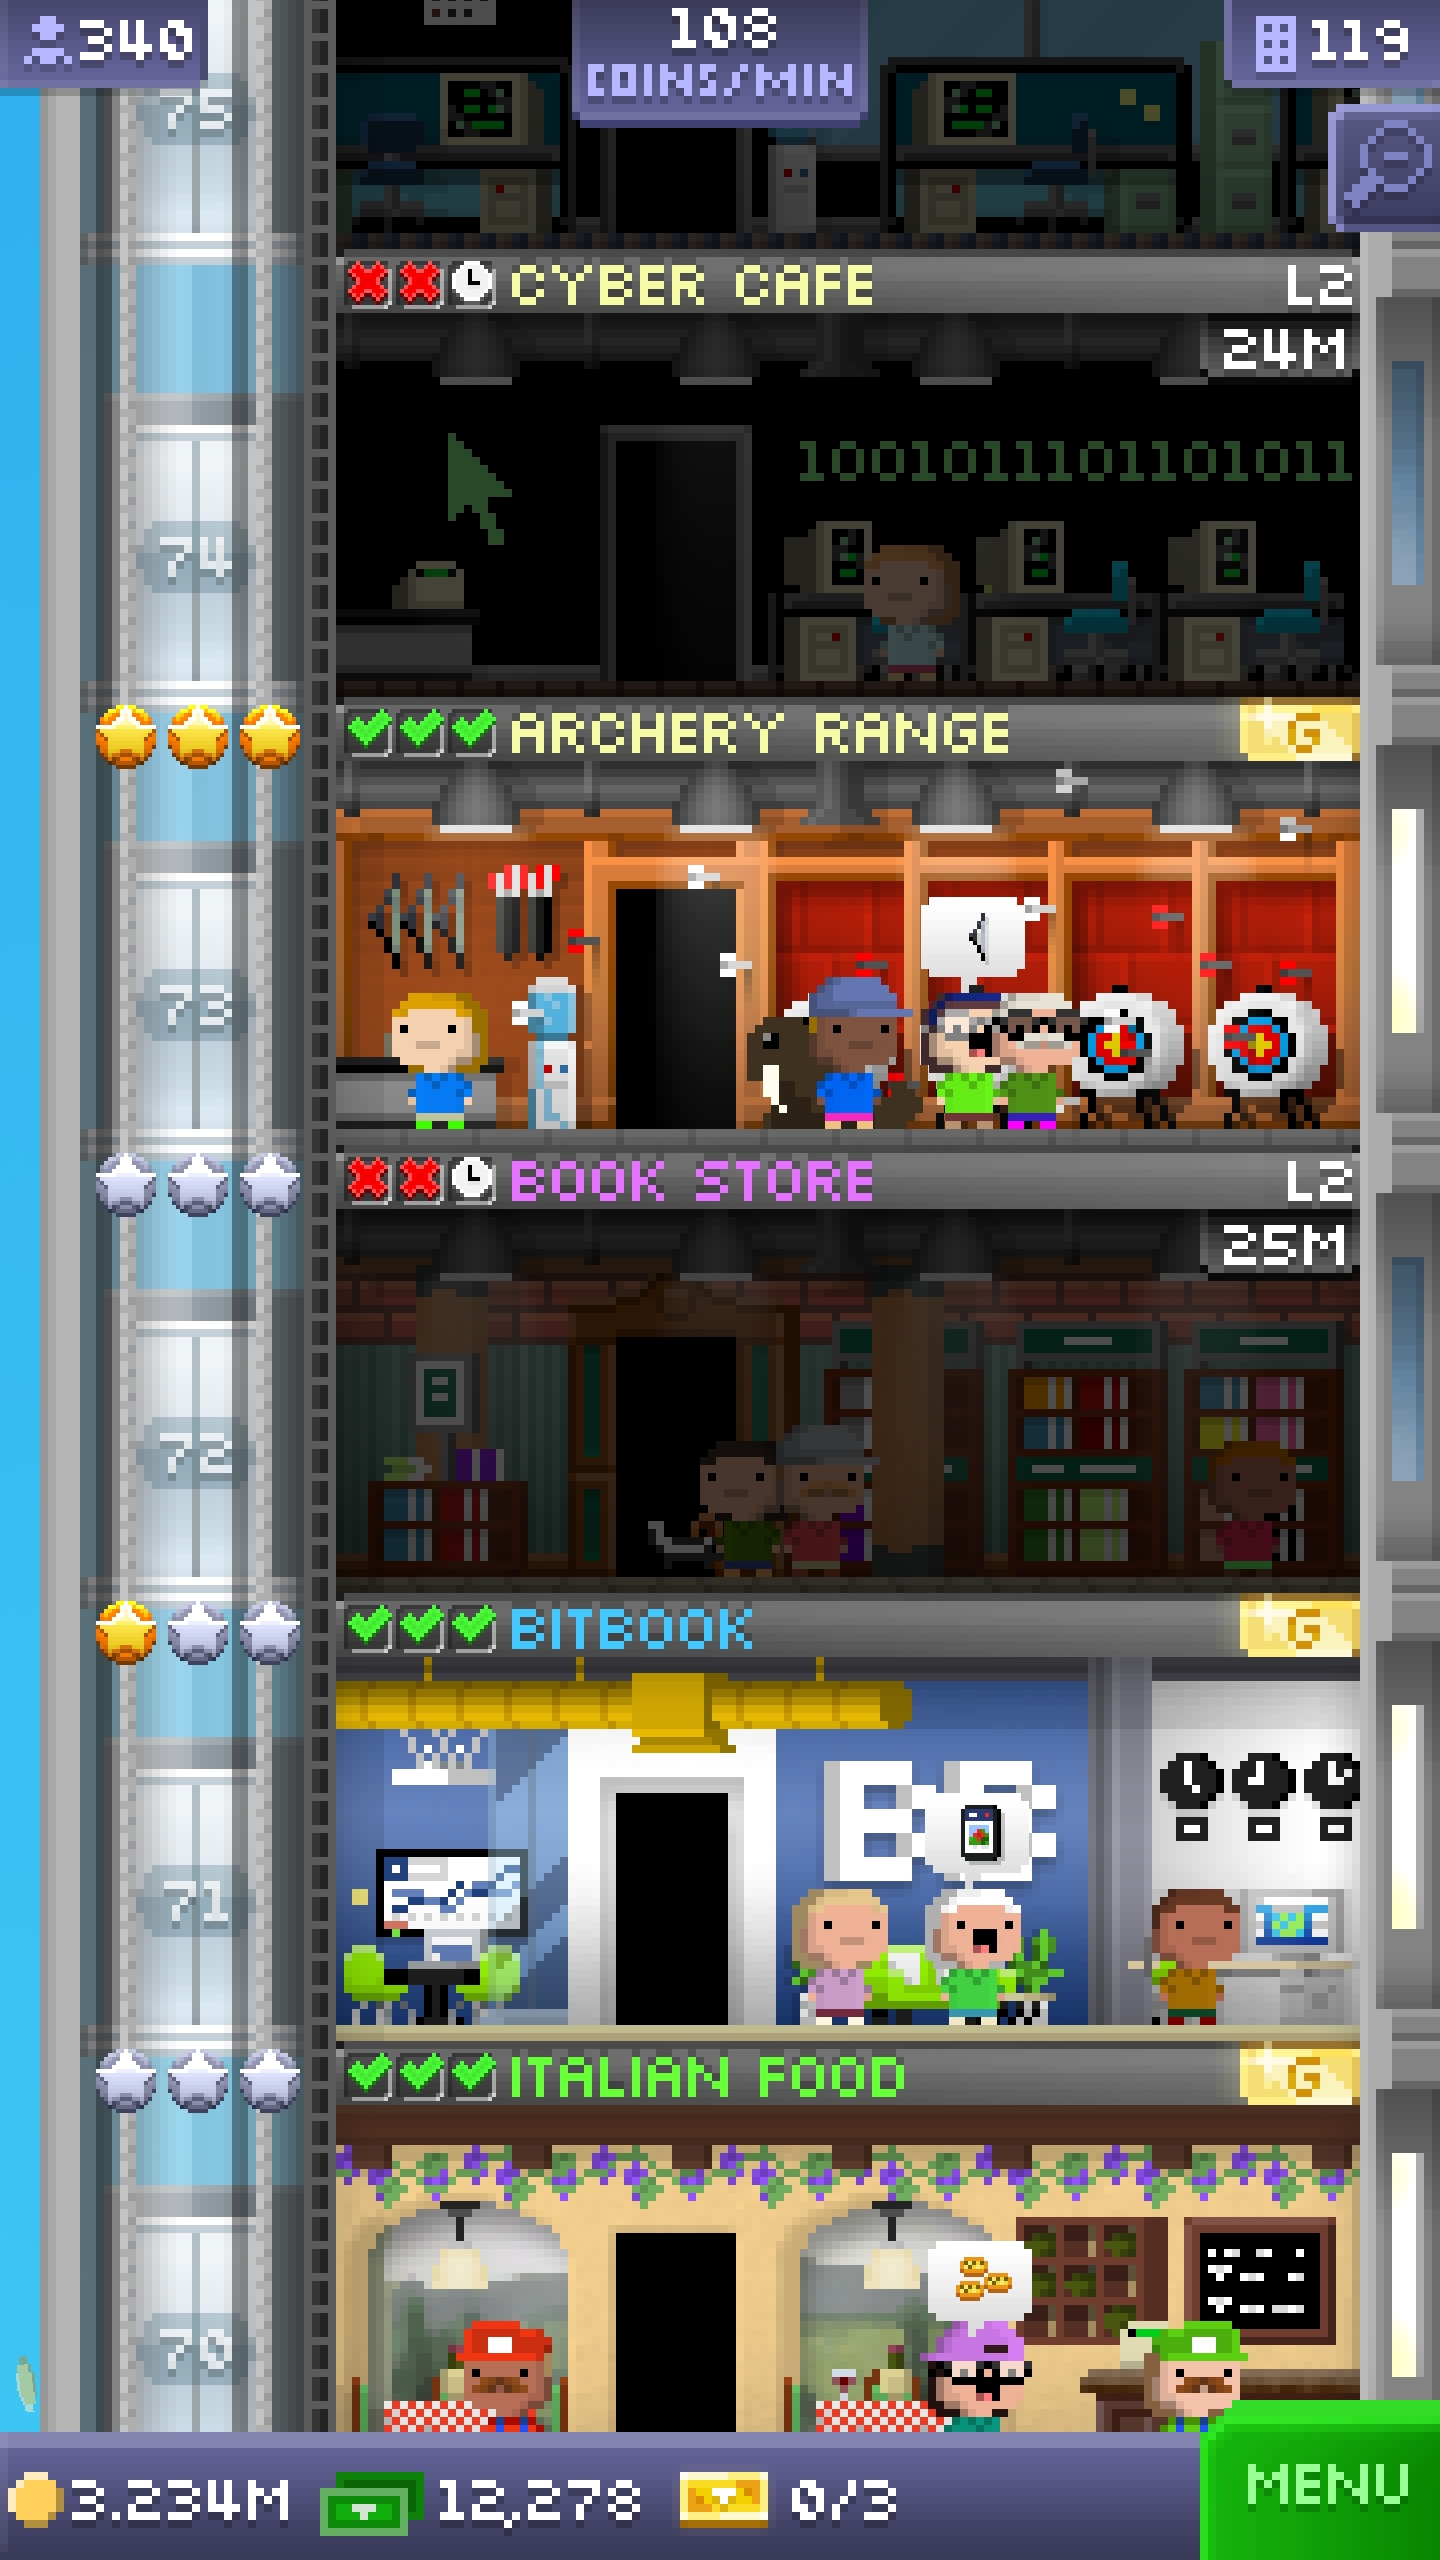 340
108
COINS/MIN
119
75
CYBER CAFE L2
24M
1001011101101011
74
ARCHERY RANGE G
73
BOOK STORE L2
25M
72
BITBOOK G
71
ITALIAN FOOD G
70
3.234M 12,278 0/3 MENU